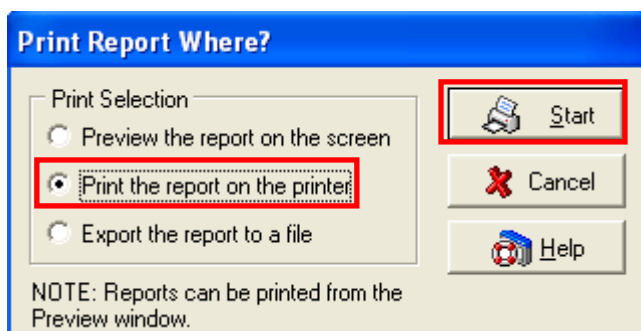 Print Report Where?
Print Selection
Preview the report on the screen
Print the report on the printer
Export the report to a file
NOTE: Reports can be printed from the
Preview window.
Start
Cancel
Help